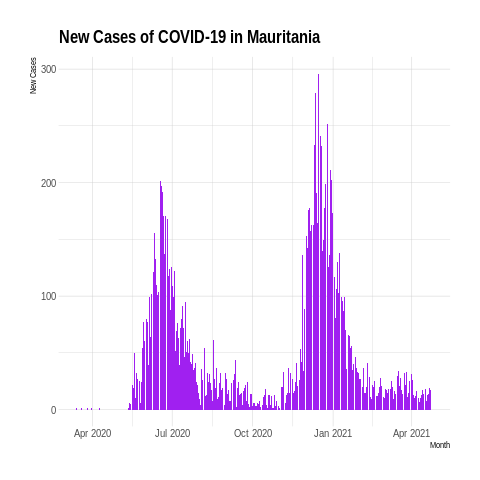 New Cases of COVID-19 in Mauritania
New Cases
300
200
100
0
Apr 2020 Jul 2020 Oct 2020 Jan 2021 Apr 2021
Month